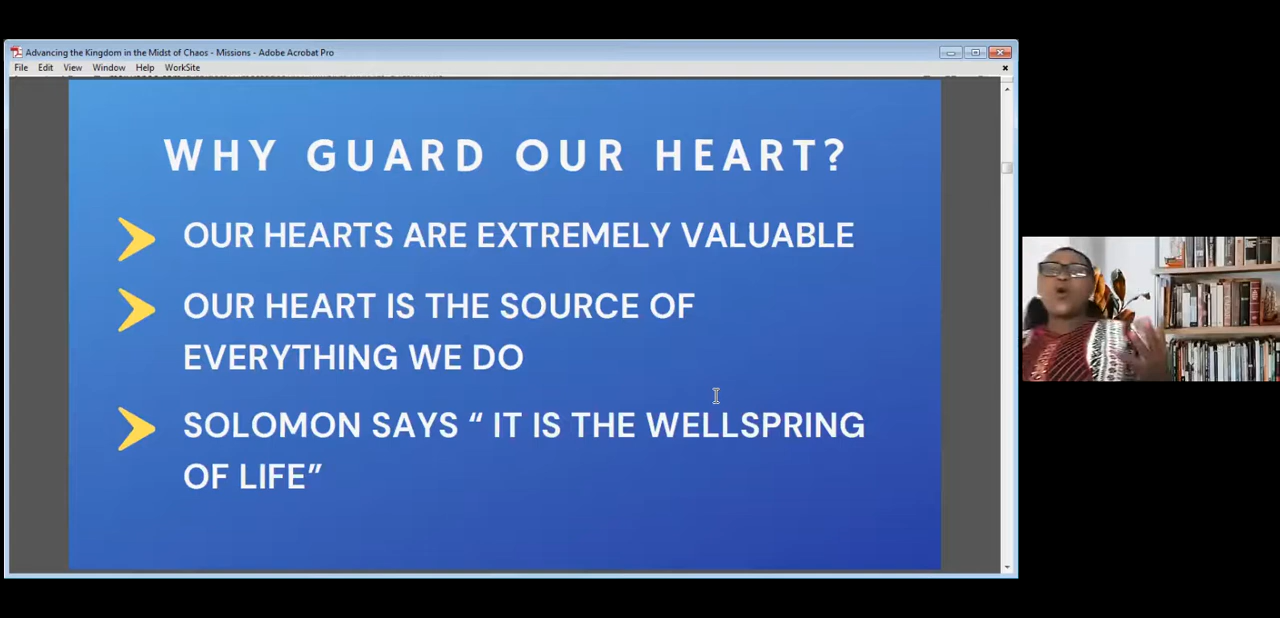 Advancing the Kingdom in the Midst of Chaos - Missions - Adobe Acrobat Pro
File Edit View Window Help WorkSite
WHY GUARD OUR HEART?
OUR HEARTS ARE EXTREMELY VALUABLE
OUR HEART IS THE SOURCE OF
EVERYTHING WE DO
SOLOMON SAYS “ IT IS THE WELLSPRING
OF LIFE”